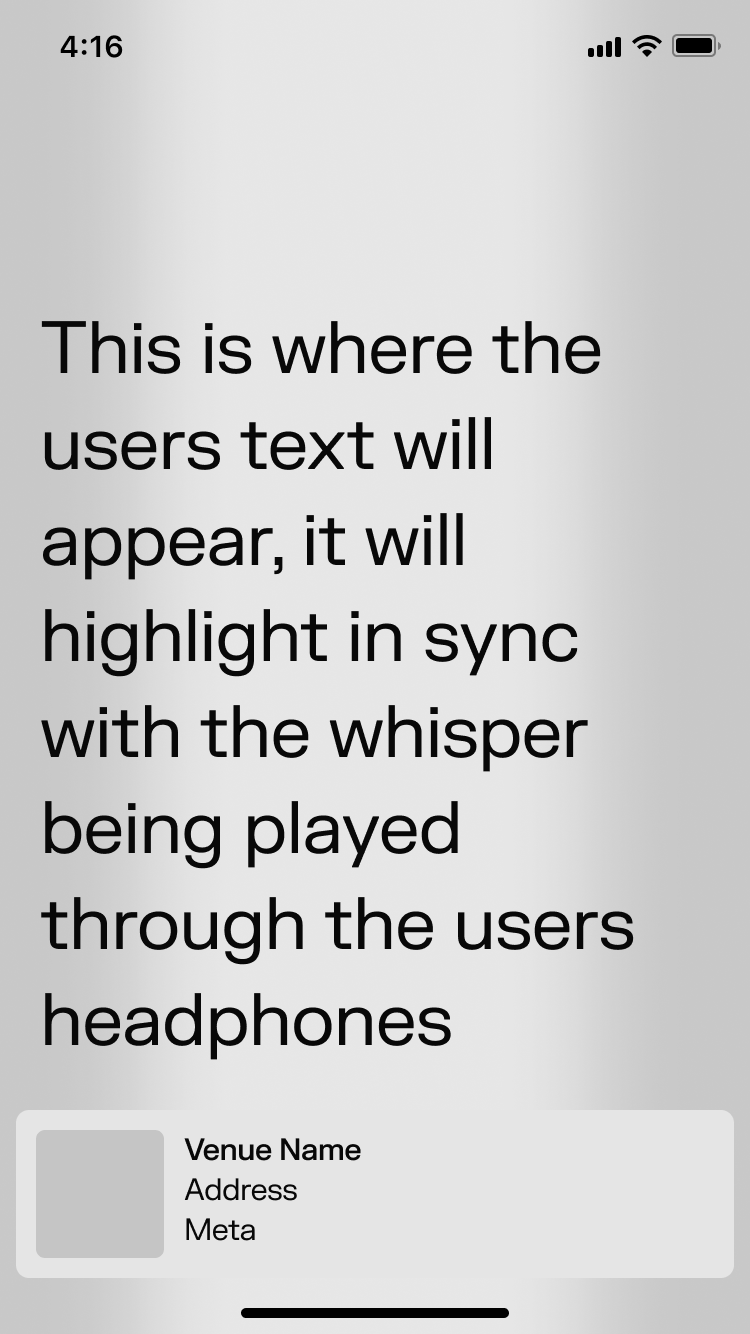 4:16
This is where the
users text will
appear, it will
highlight in sync
with the whisper
being played
through the users
headphones
Venue Name
Address
Meta